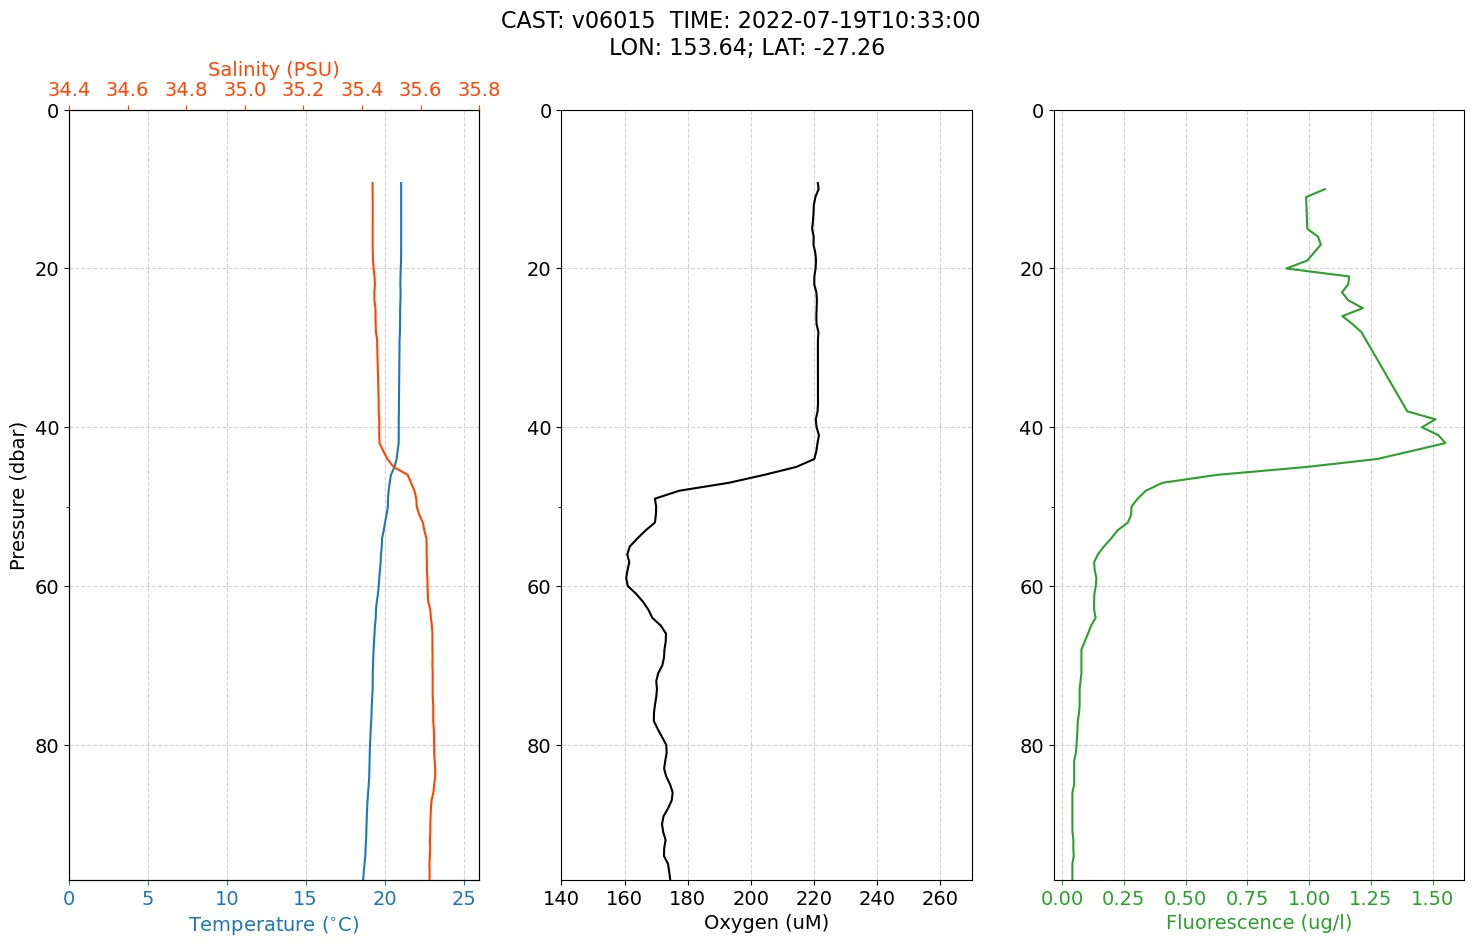 CAST: v06015  TIME: 2022-07-19T10:33:00
LON: 153.64; LAT: -27.26
Salinity (PSU)
34.4 34.6 34.8 35.0 35.2 35.4 35.6 35.8
0
20
40
60
80
Pressure (dbar)
0 5 10 15 20 25
Temperature (°C)
0
20
40
60
80
140 160 180 200 220 240 260
Oxygen (uM)
0
20
40
60
80
0.00 0.25 0.50 0.75 1.00 1.25 1.50
Fluorescence (ug/l)